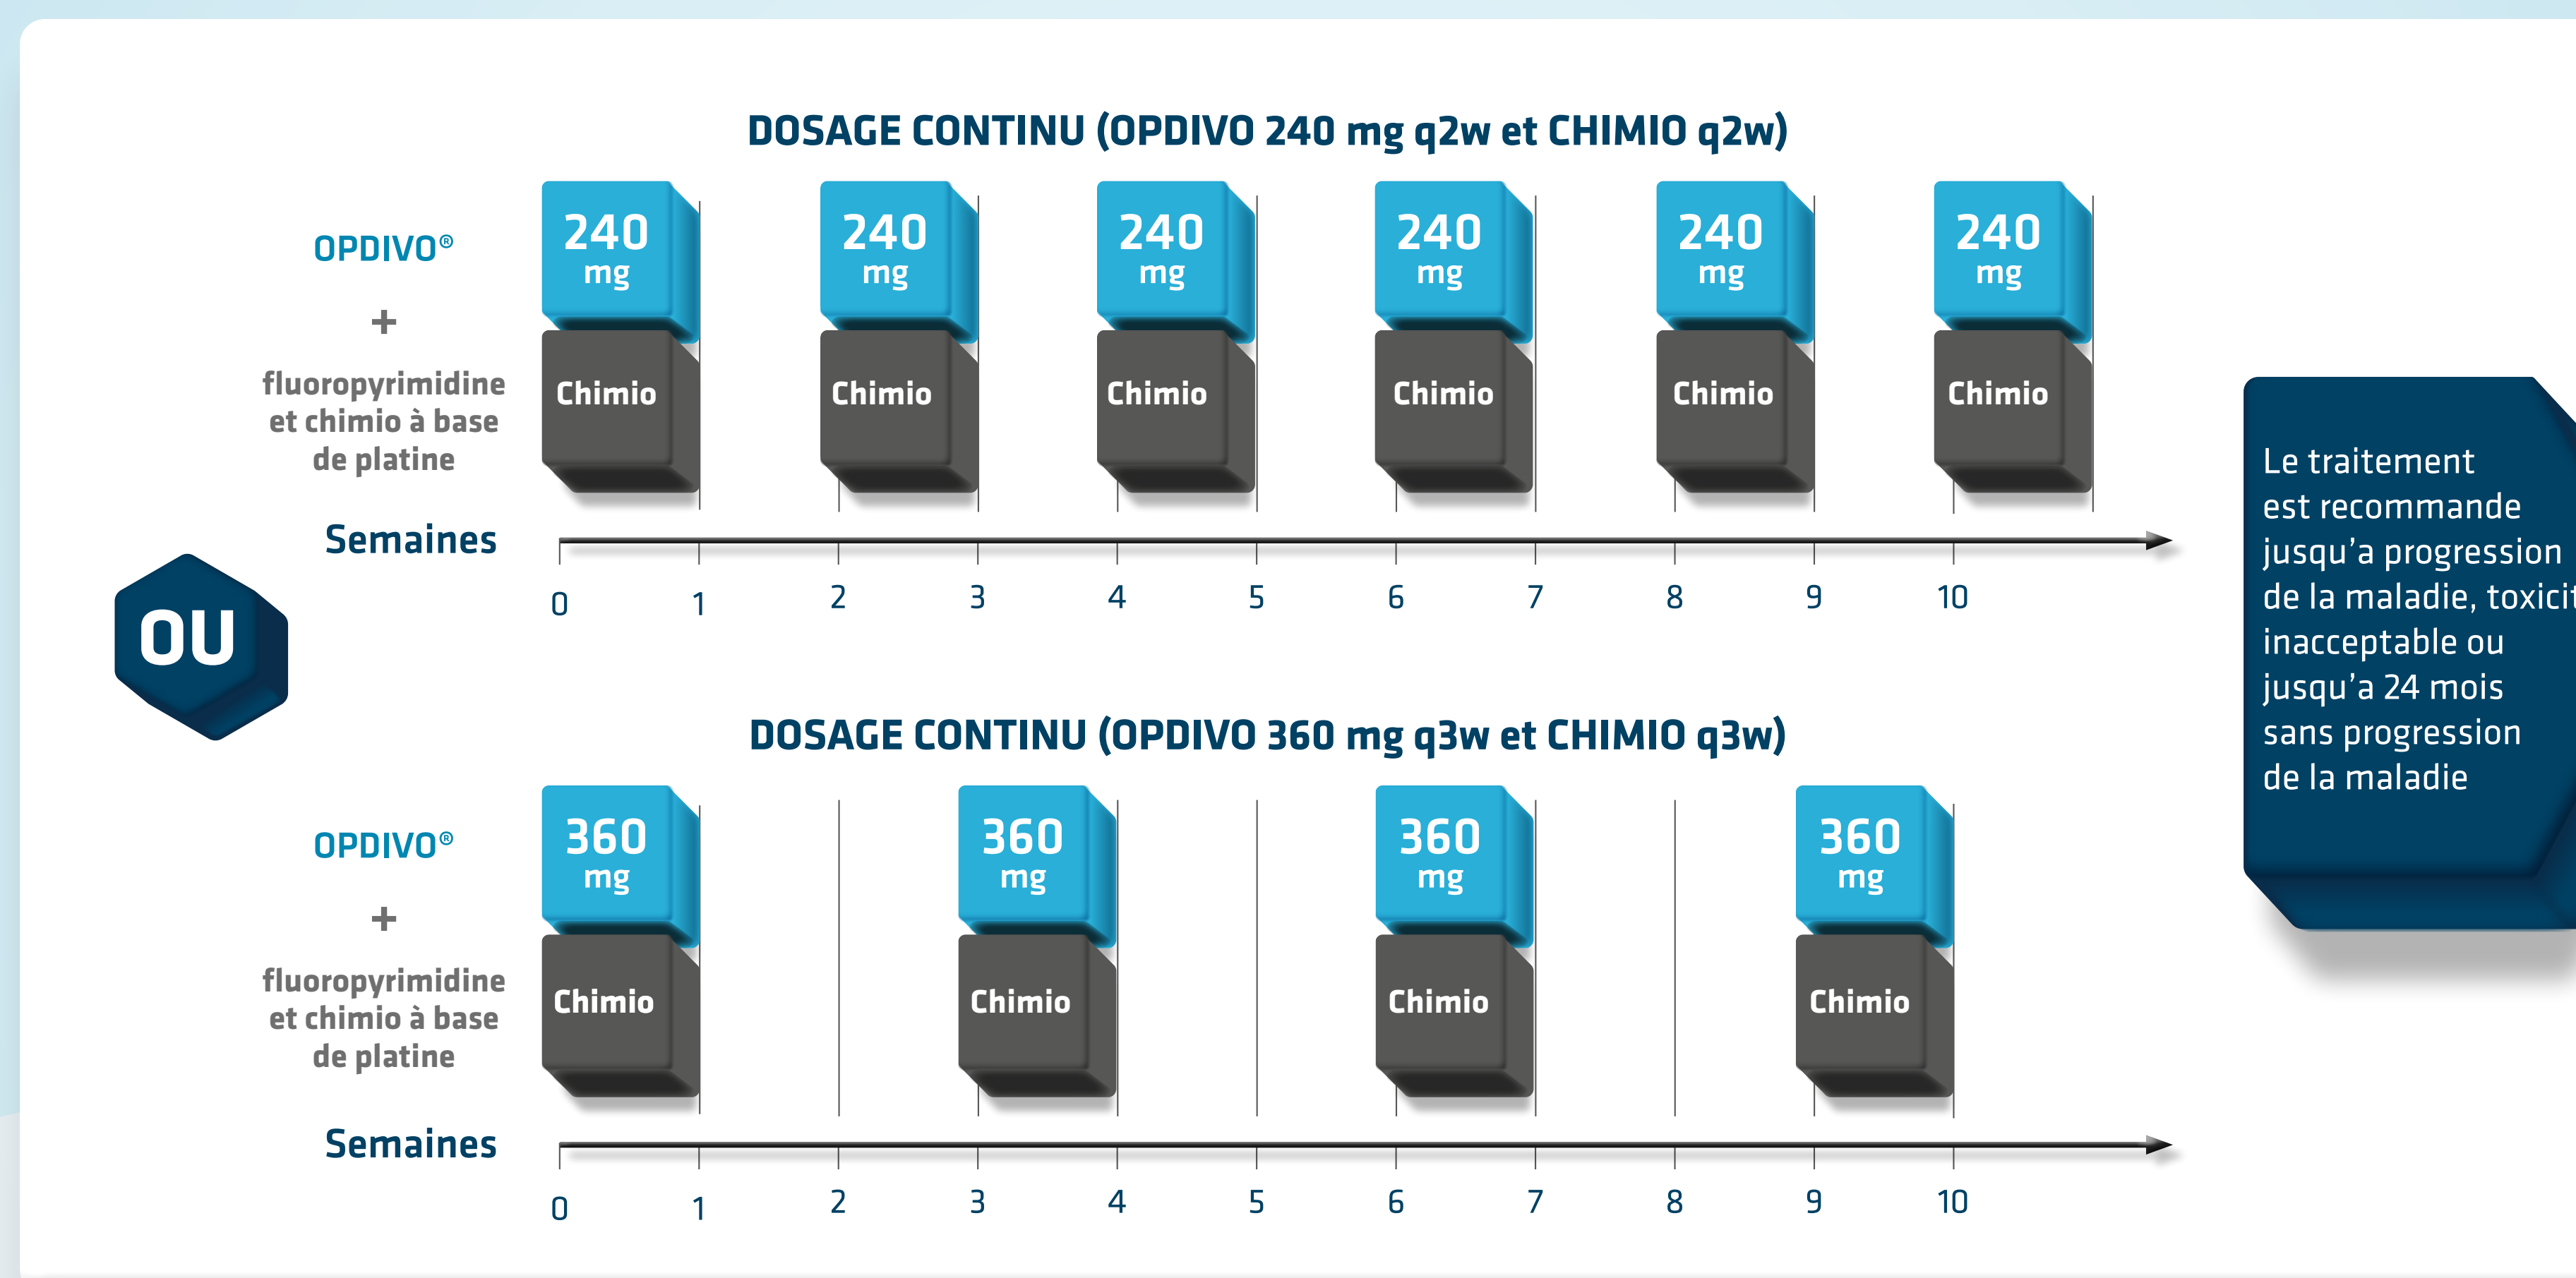 DOSAGE CONTINU (OPDIVO 240 mg q2w et CHIMIO q2w)
OPDIVO®
+
fluoropyrimidine
et chimio à base
de platine
240 mg
240 mg
240 mg
240 mg
240 mg
240 mg
Chimio
Chimio
Chimio
Chimio
Chimio
Chimio
Semaines
0 1 2 3 4 5 6 7 8 9 10
OU
DOSAGE CONTINU (OPDIVO 360 mg q3w et CHIMIO q3w)
OPDIVO®
+
fluoropyrimidine
et chimio à base
de platine
360 mg
360 mg
360 mg
360 mg
Chimio
Chimio
Chimio
Chimio
Semaines
0 1 2 3 4 5 6 7 8 9 10
Le traitement
est recommande
jusqu'a progression
de la maladie, toxicit
inacceptable ou
jusqu'a 24 mois
sans progression
de la maladie